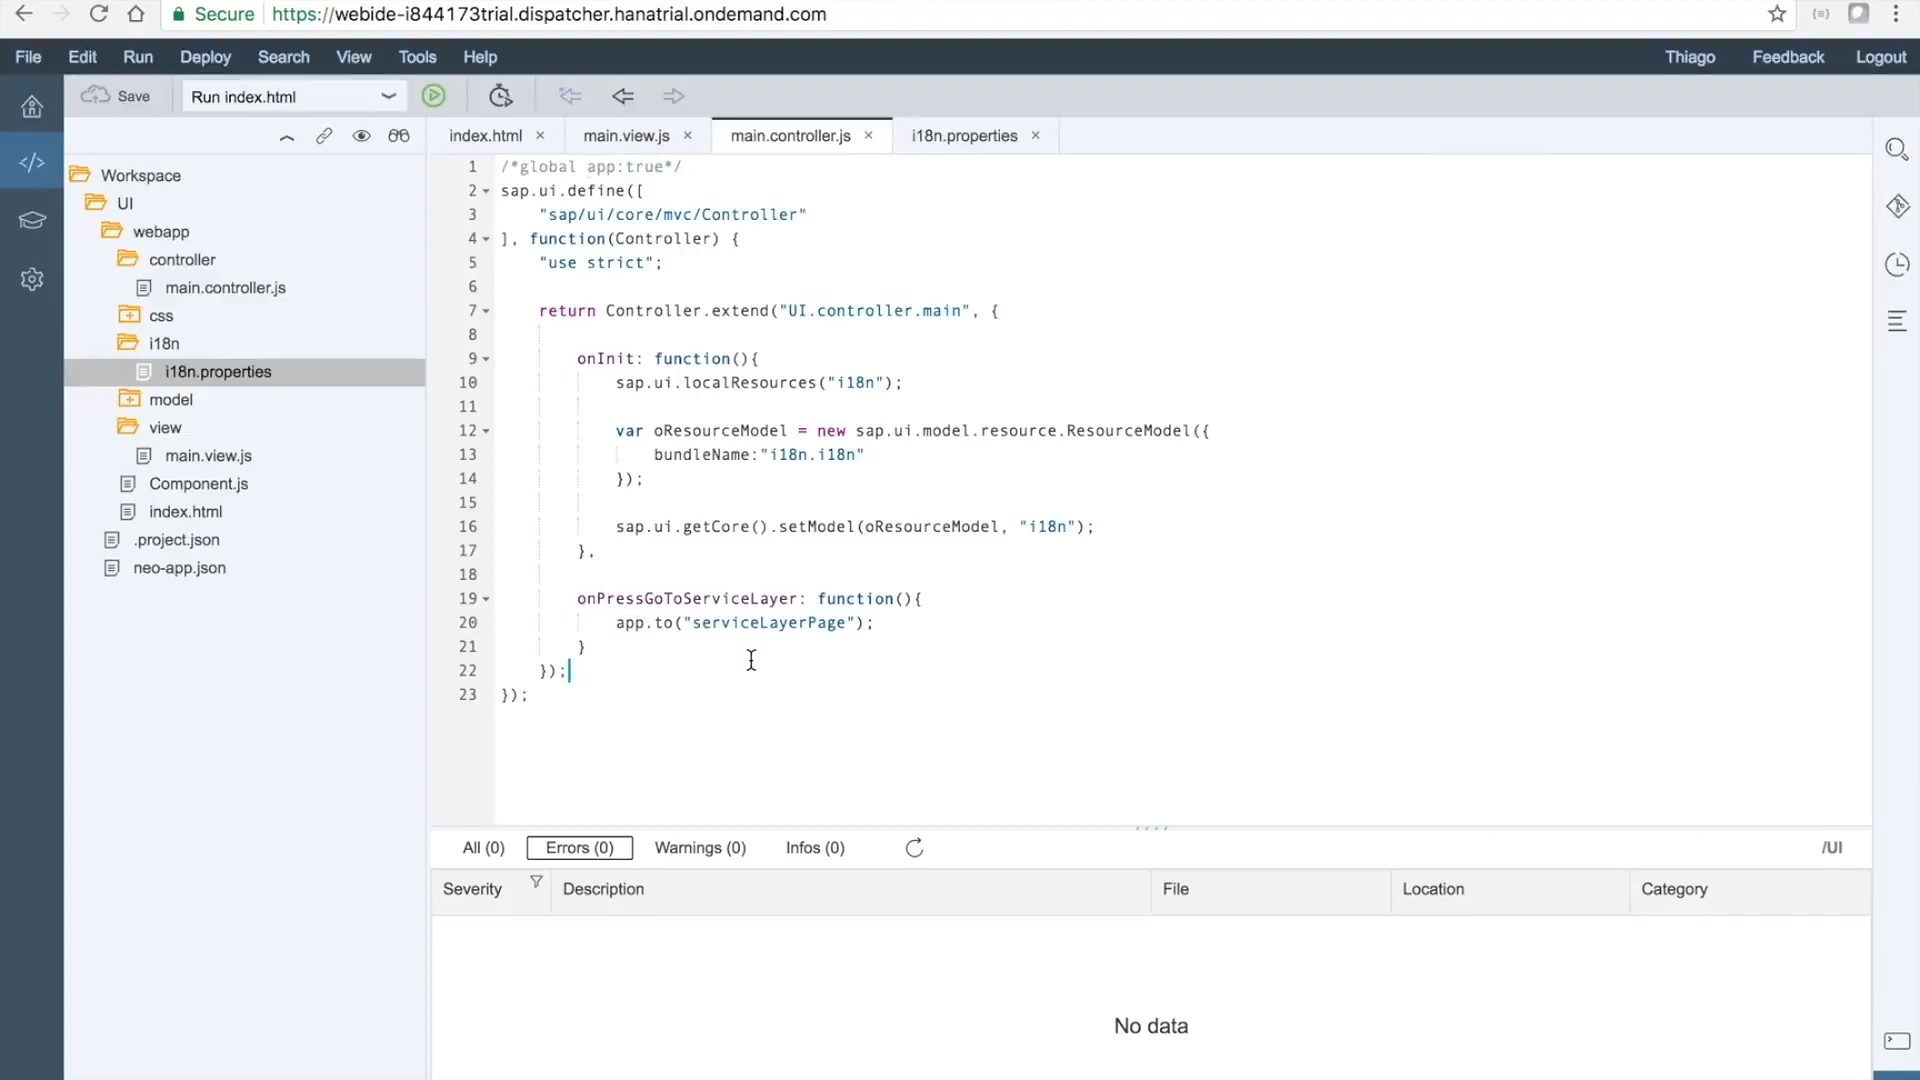 Secure https://webide-i844173trial.dispatcher.hanatrial.ondemand.com
File Edit Run Deploy Search View Tools Help Thiago Feedback Logout
Save Run index.html
index.html × main.view.js × main.controller.js × i18n.properties ×
Workspace
UI
webapp
controller
main.controller.js
css
i18n
i18n.properties
model
view
main.view.js
Component.js
index.html
.project.json
neo-app.json
1 /*global app:true*/
2 sap.ui.define([
3 "sap/ui/core/mvc/Controller"
4 ], function(Controller) {
5 "use strict";
6
7 return Controller.extend("UI.controller.main", {
8
9 onInit: function(){
10 sap.ui.localResources("i18n");
11
12 var oResourceModel = new sap.ui.model.resource.ResourceModel({
13 bundleName:"i18n.i18n"
14 });
15
16 sap.ui.getCore().setModel(oResourceModel, "i18n");
17 },
18
19 onPressGoToServiceLayer: function(){
20 app.to("serviceLayerPage");
21 }
22 });
23 });
All (0) Errors (0) Warnings (0) Infos (0) /UI
Severity Description File Location Category
No data